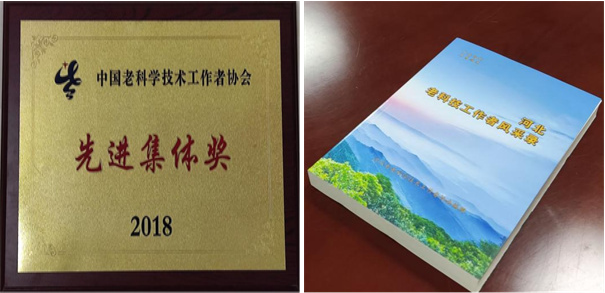 中国老科学技术工作者协会
先进集体奖
2018
河北
老科技工作者风采录